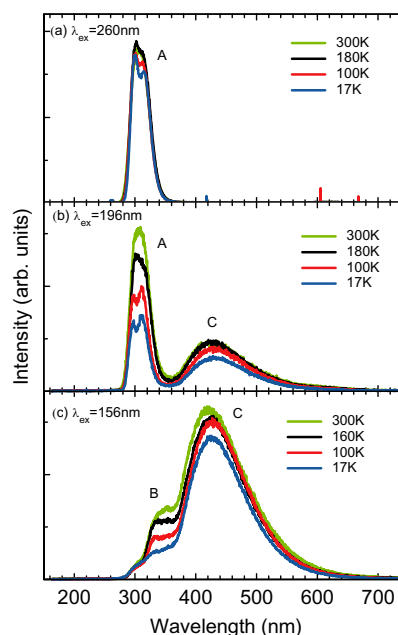 (a) λex=260nm
A
300K
180K
100K
17K
(b) λex=196nm
A
C
300K
180K
100K
17K
(c) λex=156nm
C
B
300K
160K
100K
17K
Intensity (arb. units)
200 300 400 500 600 700
Wavelength (nm)